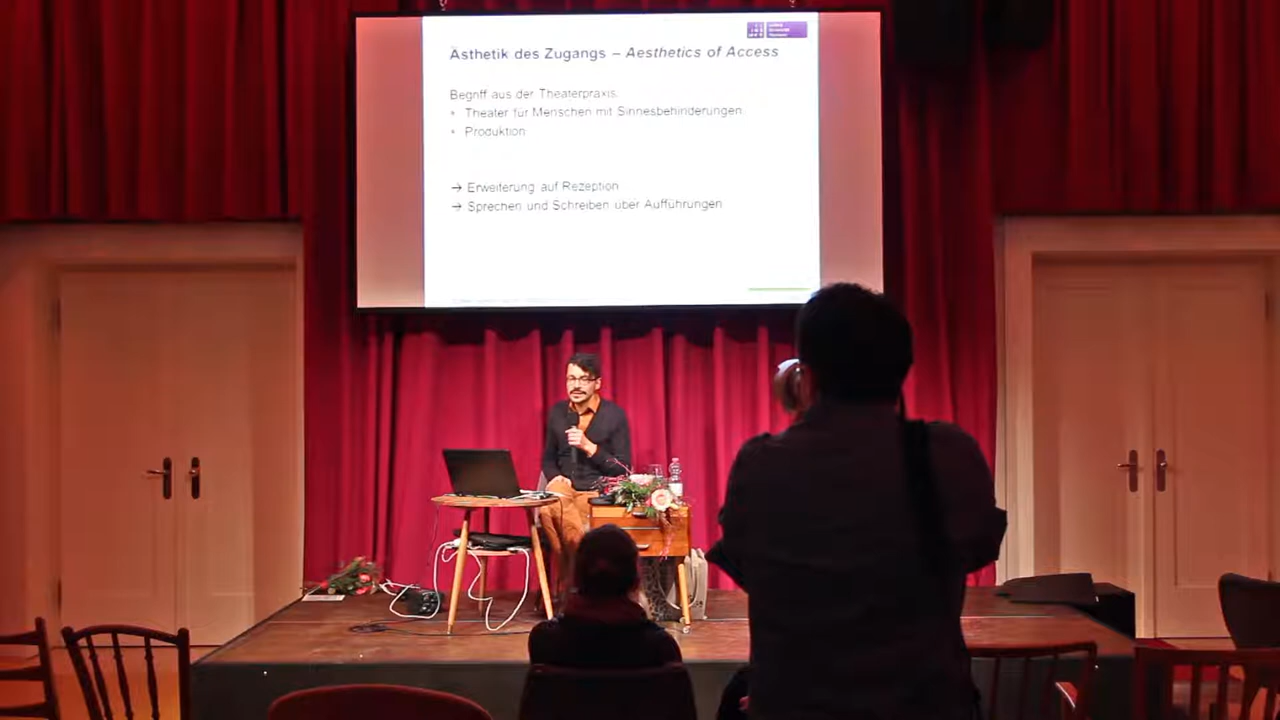 Ästhetik des Zugangs – Aesthetics of Access
Begriff aus der Theaterpraxis:
• Theater für Menschen mit Sinnesbehinderungen
• Produktion
→ Erweiterung auf Rezeption
→ Sprechen und Schreiben über Aufführungen